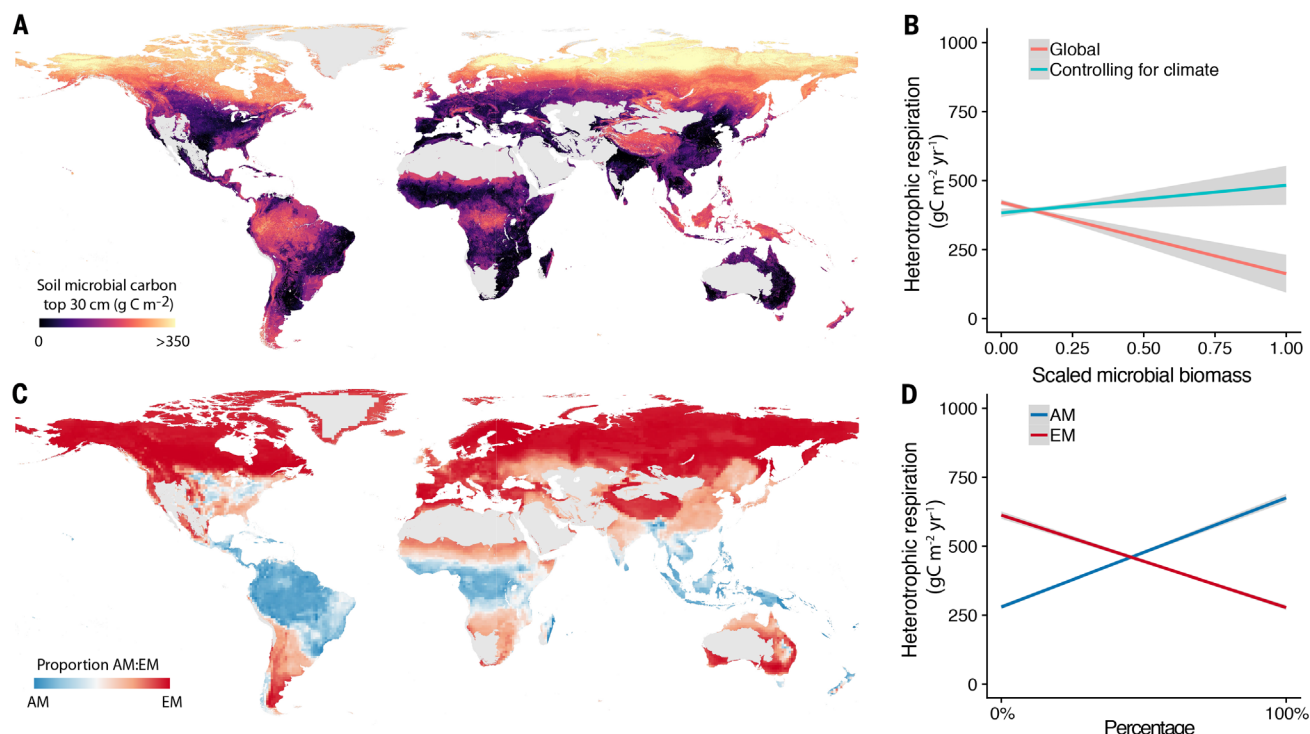 A
Soil microbial carbon
top 30 cm (g C m⁻²)
0 >350
B
Heterotrophic respiration
(gC m⁻² yr⁻¹)
1000
750
500
250
0
Global
Controlling for climate
0.00 0.25 0.50 0.75 1.00
Scaled microbial biomass
C
Proportion AM:EM
AM EM
D
Heterotrophic respiration
(gC m⁻² yr⁻¹)
1000
750
500
250
0
AM
EM
0% 100%
Percentage